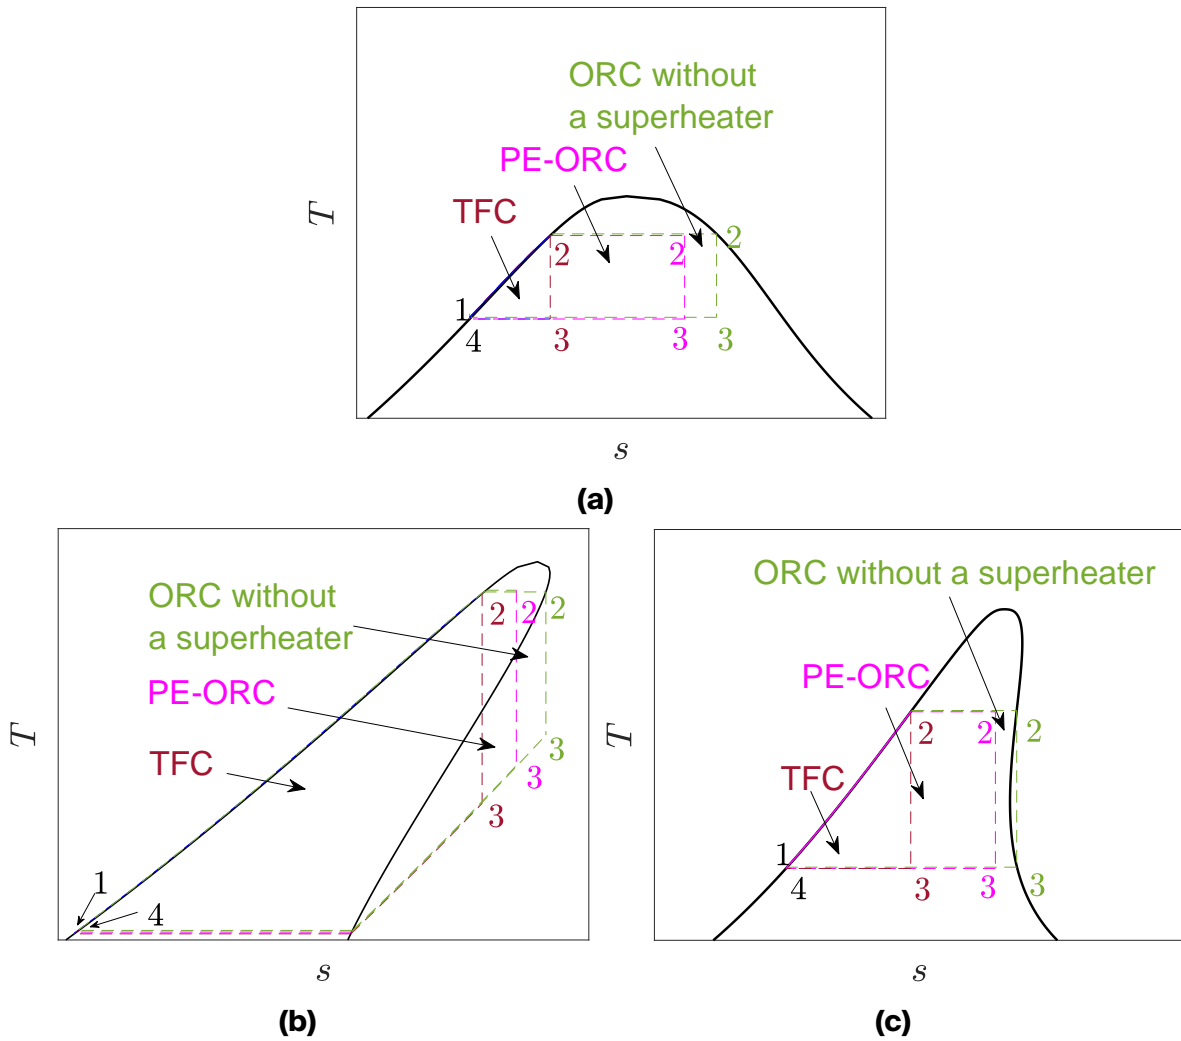 ORC without
a superheater
PE-ORC
TFC
T
2
2
2
1
4
3
3
3
s
(a)
ORC without
a superheater
PE-ORC
TFC
T
2
2
2
3
3
3
1
4
s
(b)
ORC without a superheater
PE-ORC
TFC
T
2
2
2
1
4
3
3
3
s
(c)